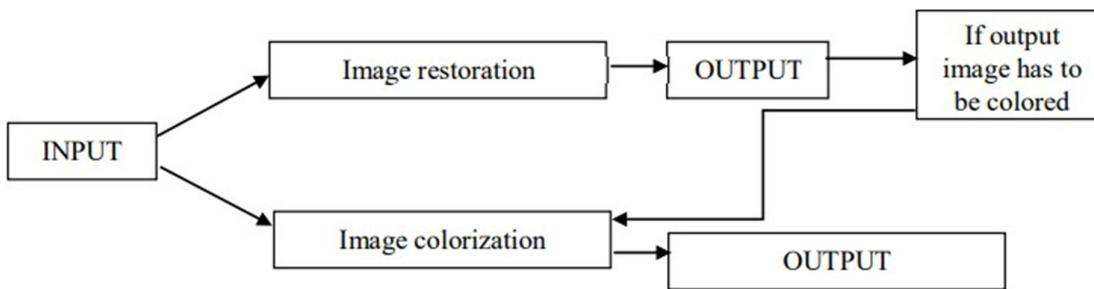 Image restoration
OUTPUT
If output
image has to
be colored
INPUT
Image colorization
OUTPUT